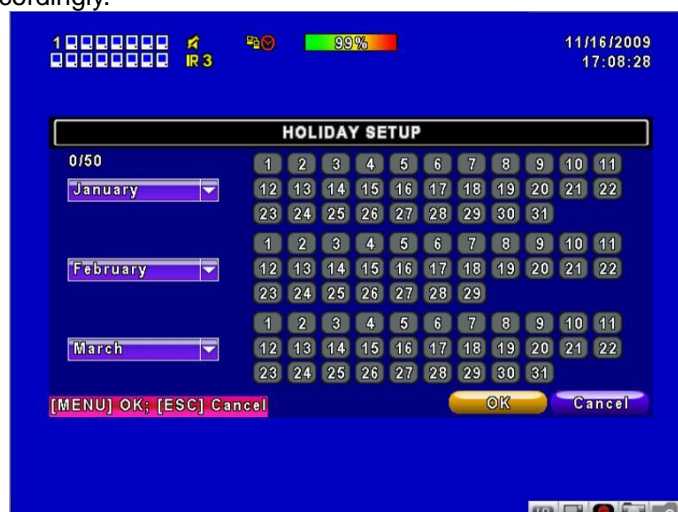 cordingly.
1 99% 11/16/2009
IR 3 17:08:28
HOLIDAY SETUP
0/50 1 2 3 4 5 6 7 8 9 10 11
January 12 13 14 15 16 17 18 19 20 21 22
23 24 25 26 27 28 29 30 31
1 2 3 4 5 6 7 8 9 10 11
February 12 13 14 15 16 17 18 19 20 21 22
23 24 25 26 27 28 29
1 2 3 4 5 6 7 8 9 10 11
March 12 13 14 15 16 17 18 19 20 21 22
23 24 25 26 27 28 29 30 31
[MENU] OK; [ESC] Cancel OK Cancel